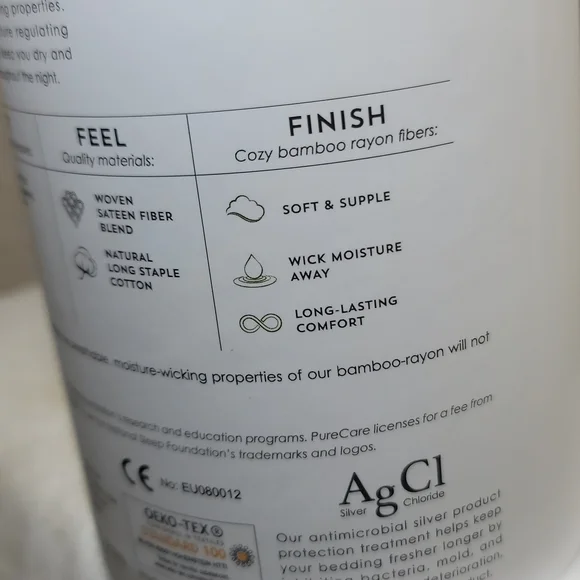 ng properties.
ture regulating
keep you dry and
throughout the night.
FEEL
Quality materials:
WOVEN
SATEEN FIBER
BLEND
NATURAL
LONG STAPLE
COTTON
FINISH
Cozy bamboo rayon fibers:
SOFT & SUPPLE
WICK MOISTURE
AWAY
LONG-LASTING
COMFORT
moisture-wicking properties of our bamboo-rayon will not
research and education programs. PureCare licenses for a fee from
Sleep Foundation's trademarks and logos.
CE No: EU080012
OEKO-TEX®
STANDARD 100
AgCl
Silver Chloride
Our antimicrobial silver product
protection treatment helps keep
your bedding fresher longer by
bacteria, mold, and
deterioration,